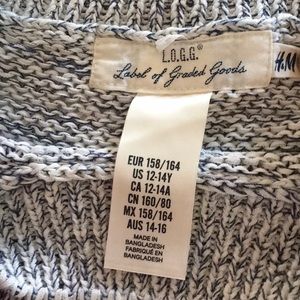 L.O.G.G.®
Label of Graded Goods
H&M
EUR 158/164
US 12-14Y
CA 12-14A
CN 160/80
MX 158/164
AUS 14-16
MADE IN
BANGLADESH
FABRIQUÉ EN
BANGLADESH